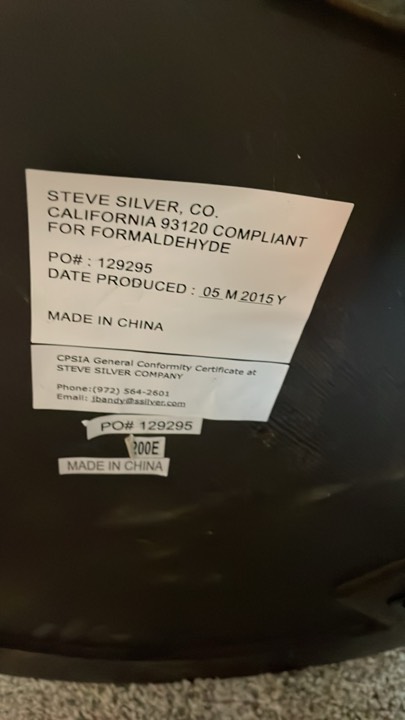 STEVE SILVER, CO.
CALIFORNIA 93120 COMPLIANT
FOR FORMALDEHYDE
PO# : 129295
DATE PRODUCED : 05 M 2015 Y
MADE IN CHINA
CPSIA General Conformity Certificate at
STEVE SILVER COMPANY
Phone:(972) 564-2601
Email: jbandy@ssilver.com
PO# 129295
200E
MADE IN CHINA